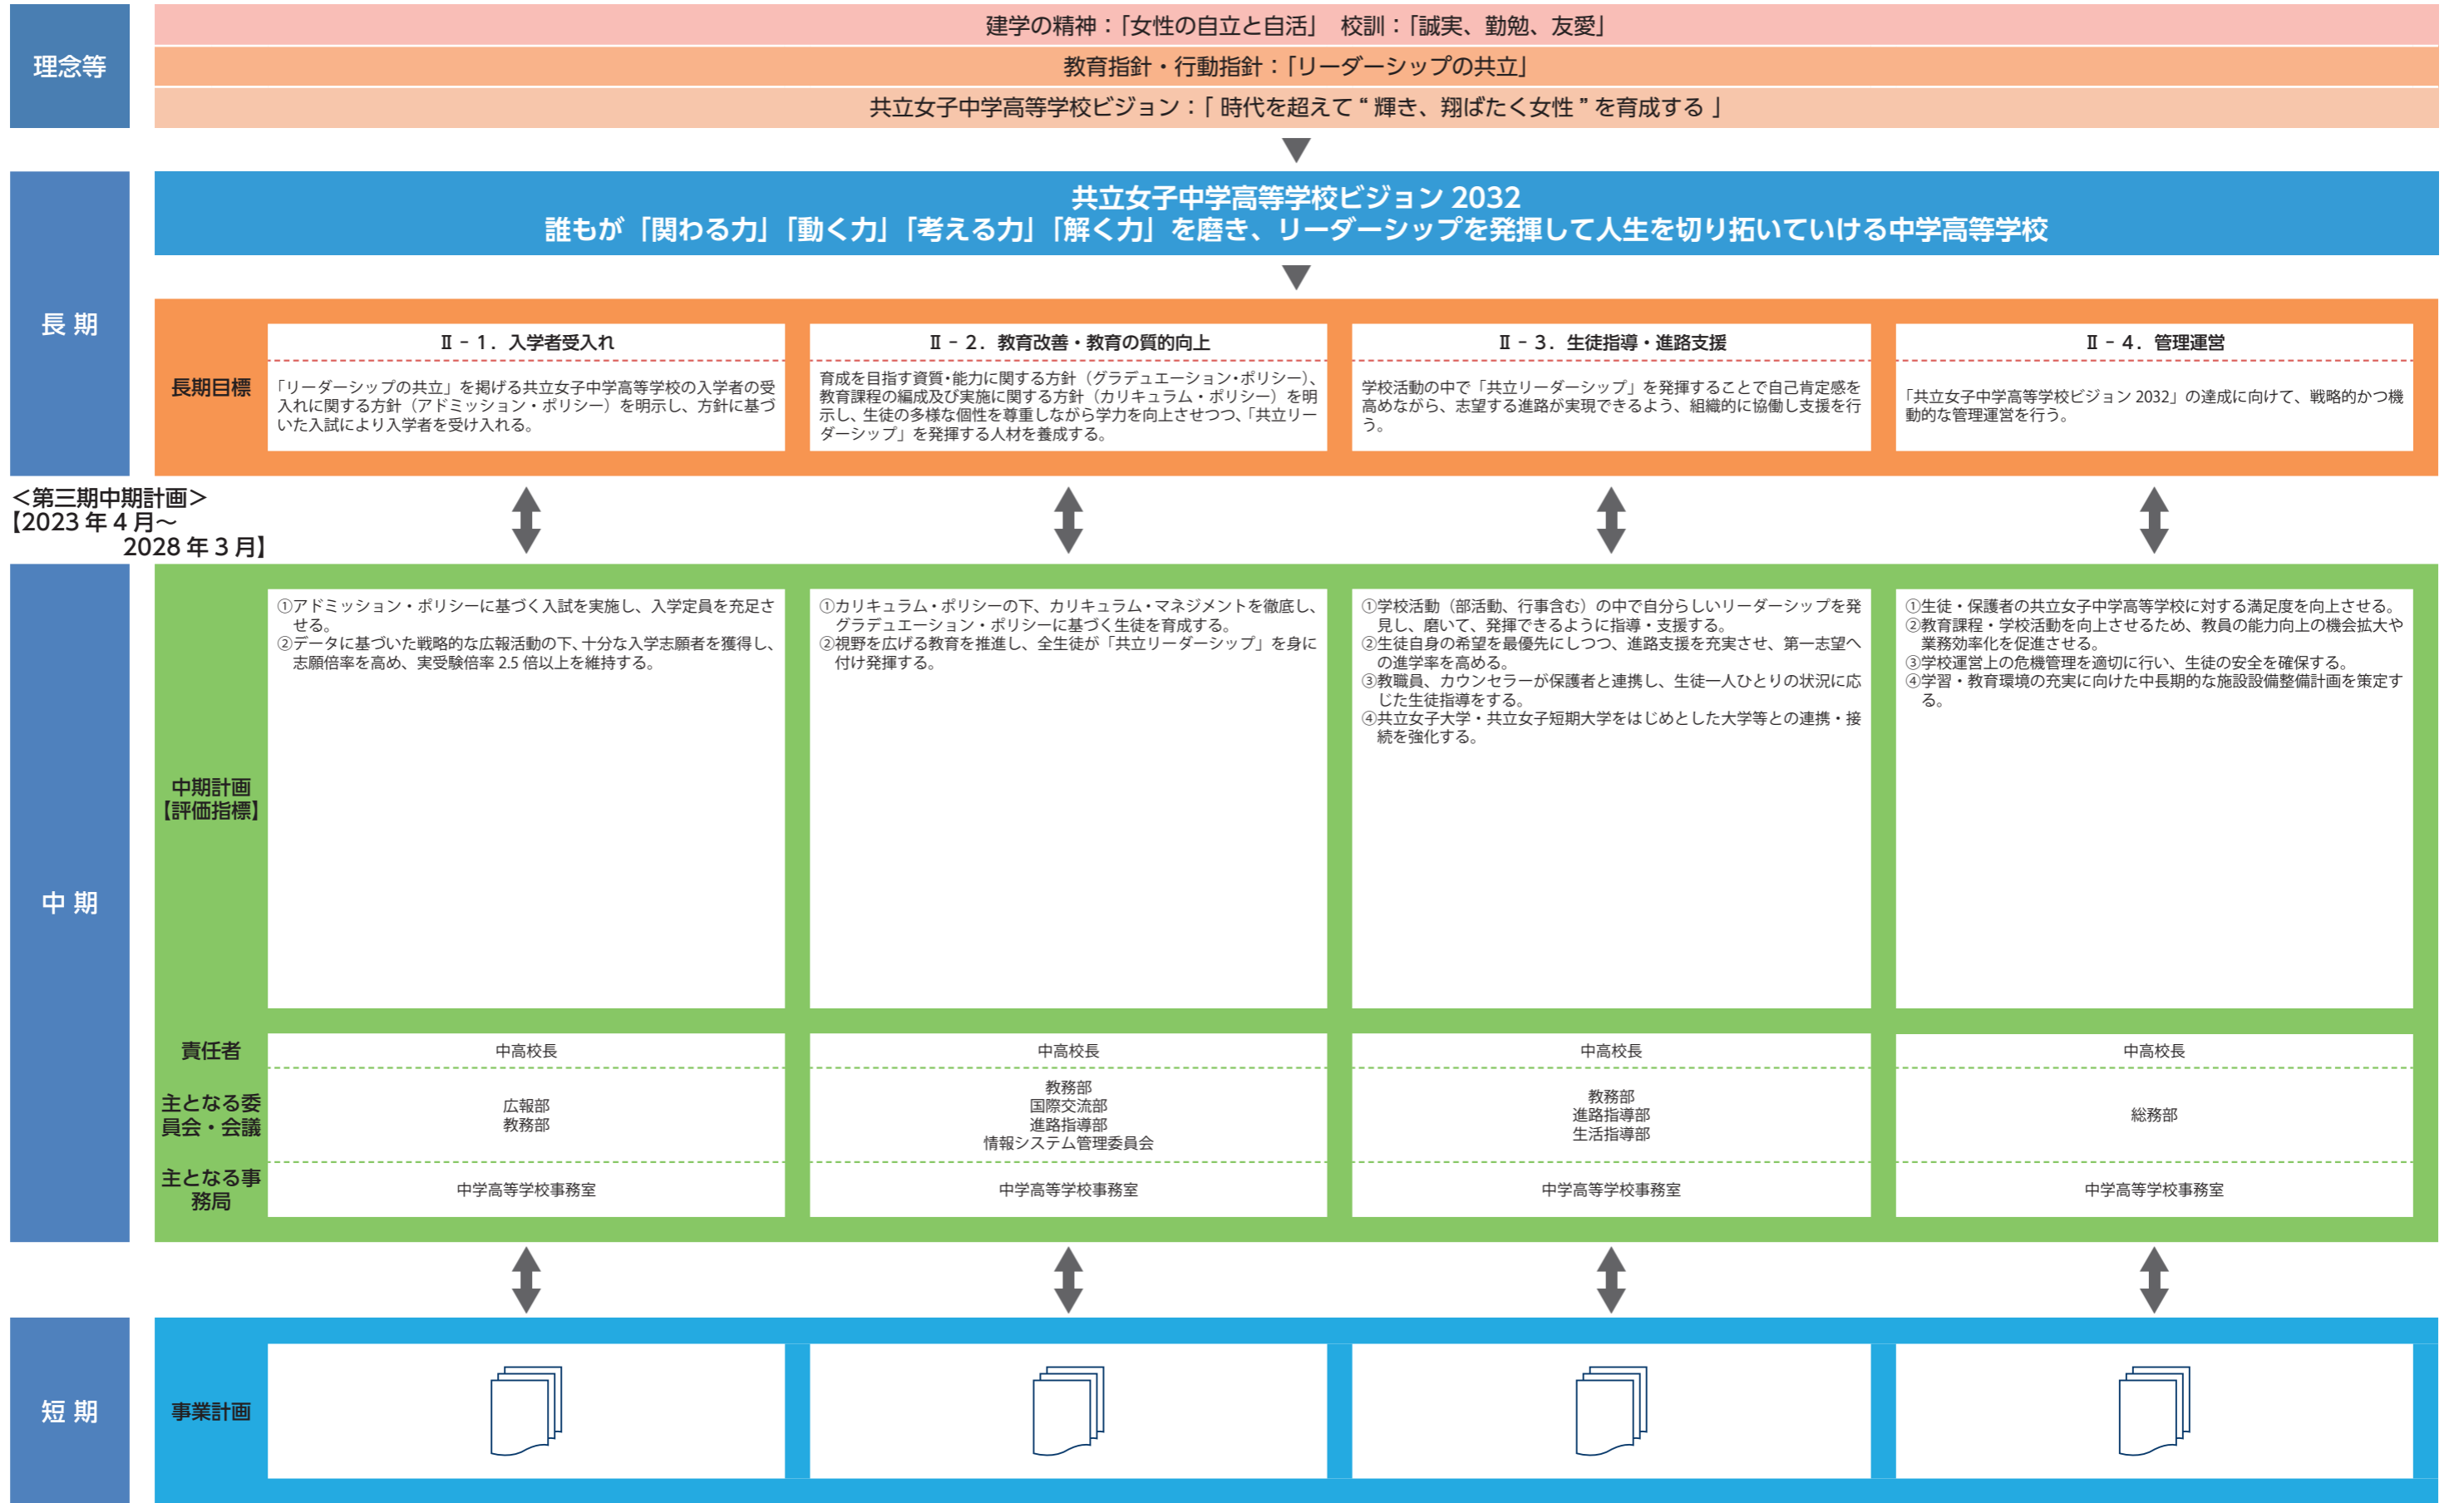 理念等
建学の精神：「女性の自立と自活」 校訓：「誠実、勤勉、友愛」
教育指針・行動指針：「リーダーシップの共立」
共立女子中学高等学校ビジョン：「 時代を超えて“ 輝き、翔ばたく女性 ” を育成する 」
長 期
共立女子中学高等学校ビジョン 2032
誰もが「関わる力」「動く力」「考える力」「解く力」を磨き、リーダーシップを発揮して人生を切り拓いていける中学高等学校
長期目標
Ⅱ－1．入学者受入れ
「リーダーシップの共立」を掲げる共立女子中学高等学校の入学者の受
入れに関する方針（アドミッション・ポリシー）を明示し、方針に基づ
いた入試により入学者を受け入れる。
Ⅱ－2．教育改善・教育の質的向上
育成を目指す資質・能力に関する方針（グラデュエーション・ポリシー）、
教育課程の編成及び実施に関する方針（カリキュラム・ポリシー）を明
示し、生徒の多様な個性を尊重しながら学力を向上させつつ、「共立リー
ダーシップ」を発揮する人材を養成する。
Ⅱ－3．生徒指導・進路支援
学校活動の中で「共立リーダーシップ」を発揮することで自己肯定感を
高めながら、志望する進路が実現できるよう、組織的に協働し支援を行
う。
Ⅱ－4．管理運営
「共立女子中学高等学校ビジョン 2032」の達成に向けて、戦略的かつ機
動的な管理運営を行う。
＜第三期中期計画＞
【2023 年 4 月～
2028 年 3 月】
中 期
中期計画
【評価指標】
①アドミッション・ポリシーに基づく入試を実施し、入学定員を充足さ
せる。
②データに基づいた戦略的な広報活動の下、十分な入学志願者を獲得し、
志願倍率を高め、実受験倍率 2.5 倍以上を維持する。
①カリキュラム・ポリシーの下、カリキュラム・マネジメントを徹底し、
グラデュエーション・ポリシーに基づく生徒を育成する。
②視野を広げる教育を推進し、全生徒が「共立リーダーシップ」を身に
付け発揮する。
①学校活動（部活動、行事含む）の中で自分らしいリーダーシップを発
見し、磨いて、発揮できるように指導・支援する。
②生徒自身の希望を最優先にしつつ、進路支援を充実させ、第一志望へ
の進学率を高める。
③教職員、カウンセラーが保護者と連携し、生徒一人ひとりの状況に応
じた生徒指導をする。
④共立女子大学・共立女子短期大学をはじめとした大学等との連携・接
続を強化する。
①生徒・保護者の共立女子中学高等学校に対する満足度を向上させる。
②教育課程・学校活動を向上させるため、教員の能力向上の機会拡大や
業務効率化を促進させる。
③学校運営上の危機管理を適切に行い、生徒の安全を確保する。
④学習・教育環境の充実に向けた中長期的な施設設備整備計画を策定す
る。
責任者
中高校長
中高校長
中高校長
中高校長
主となる委
員会・会議
広報部
教務部
教務部
国際交流部
進路指導部
情報システム管理委員会
教務部
進路指導部
生活指導部
総務部
主となる事
務局
中学高等学校事務室
中学高等学校事務室
中学高等学校事務室
中学高等学校事務室
短 期
事業計画